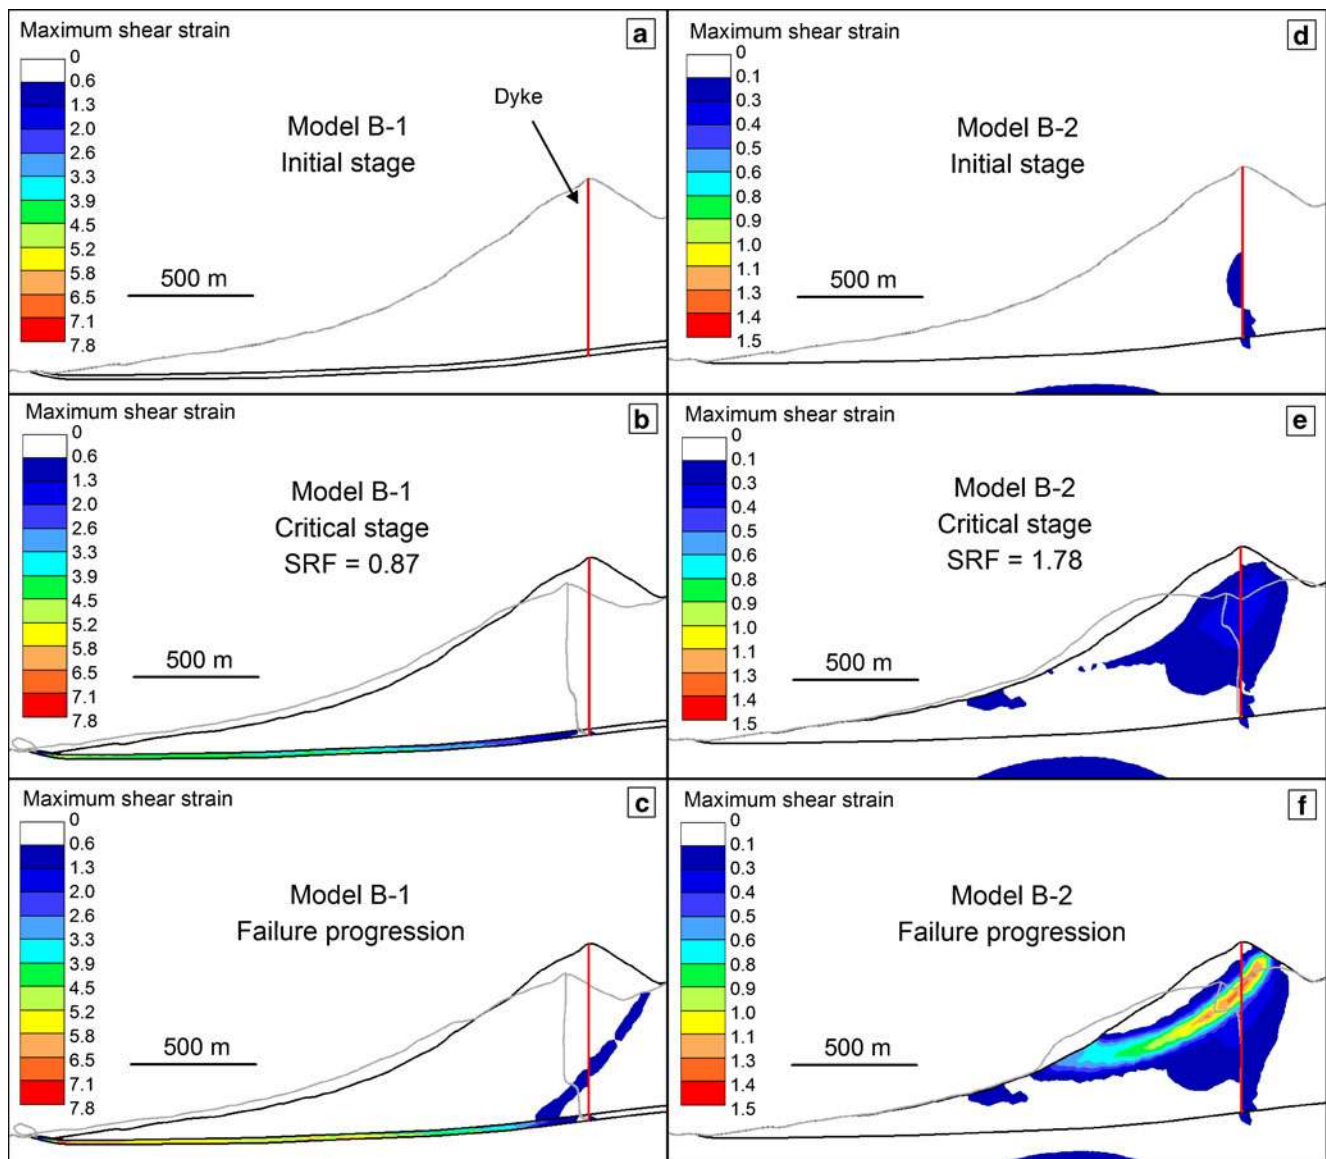 Maximum shear strain
a
0
0.6
1.3
2.0
2.6
3.3
3.9
4.5
5.2
5.8
6.5
7.1
7.8
Dyke
Model B-1
Initial stage
500 m
Maximum shear strain
d
0
0.1
0.3
0.4
0.5
0.6
0.8
0.9
1.0
1.1
1.3
1.4
1.5
Model B-2
Initial stage
500 m
Maximum shear strain
b
0
0.6
1.3
2.0
2.6
3.3
3.9
4.5
5.2
5.8
6.5
7.1
7.8
Model B-1
Critical stage
SRF = 0.87
500 m
Maximum shear strain
e
0
0.1
0.3
0.4
0.5
0.6
0.8
0.9
1.0
1.1
1.3
1.4
1.5
Model B-2
Critical stage
SRF = 1.78
500 m
Maximum shear strain
c
0
0.6
1.3
2.0
2.6
3.3
3.9
4.5
5.2
5.8
6.5
7.1
7.8
Model B-1
Failure progression
500 m
Maximum shear strain
f
0
0.1
0.3
0.4
0.5
0.6
0.8
0.9
1.0
1.1
1.3
1.4
1.5
Model B-2
Failure progression
500 m